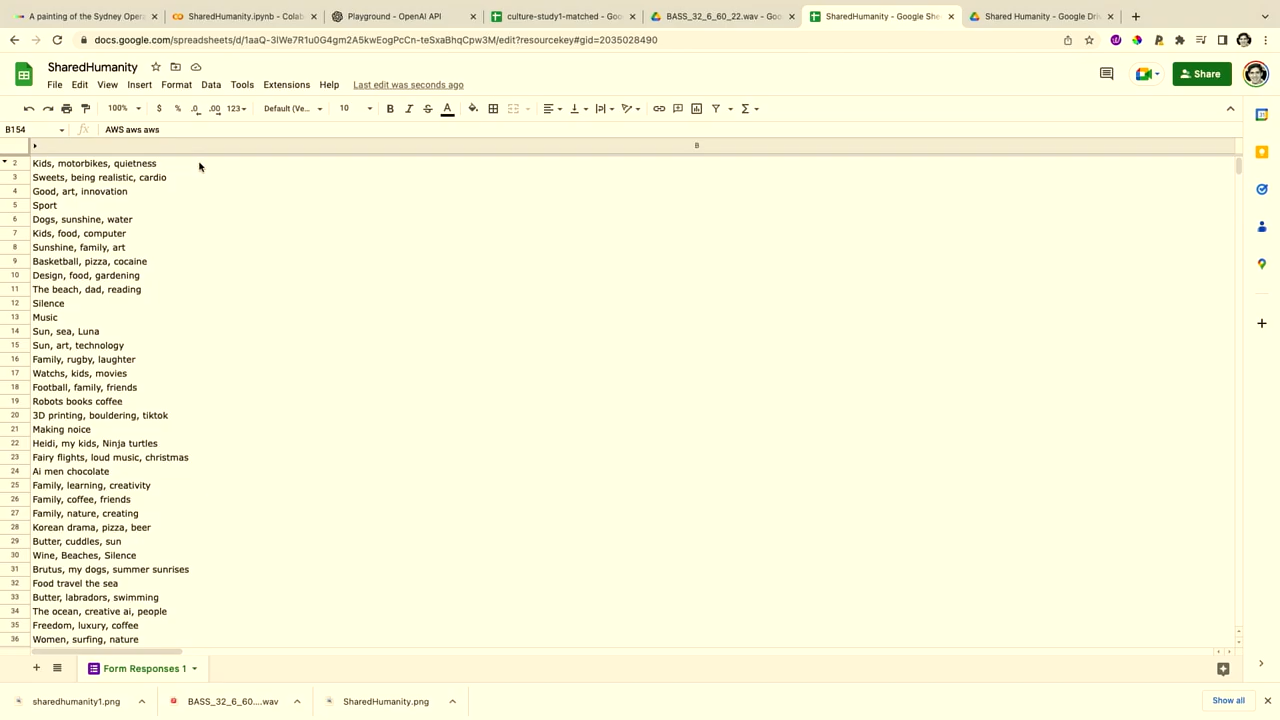 A painting of the Sydney Oper
SharedHumanity.ipynb - Colab
Playground - OpenAI API
culture-study1-matched - Goo
BASS_32_6_60_22.wav - Goo
SharedHumanity - Google She
Shared Humanity - Google Driv
docs.google.com/spreadsheets/d/1aaQ-3IWe7R1u0G4gm2A5kwEogPcCn-teSxaBhqCpw3M/edit?resourcekey#gid=2035028490
SharedHumanity
Share
File Edit View Insert Format Data Tools Extensions Help Last edit was seconds ago
100% $ % .0 .00 123 Default (Ve... 10 B I S A
B154 fx AWS aws aws
B
2 Kids, motorbikes, quietness
3 Sweets, being realistic, cardio
4 Good, art, innovation
5 Sport
6 Dogs, sunshine, water
7 Kids, food, computer
8 Sunshine, family, art
9 Basketball, pizza, cocaine
10 Design, food, gardening
11 The beach, dad, reading
12 Silence
13 Music
14 Sun, sea, Luna
15 Sun, art, technology
16 Family, rugby, laughter
17 Watchs, kids, movies
18 Football, family, friends
19 Robots books coffee
20 3D printing, bouldering, tiktok
21 Making noice
22 Heidi, my kids, Ninja turtles
23 Fairy flights, loud music, christmas
24 Ai men chocolate
25 Family, learning, creativity
26 Family, coffee, friends
27 Family, nature, creating
28 Korean drama, pizza, beer
29 Butter, cuddles, sun
30 Wine, Beaches, Silence
31 Brutus, my dogs, summer sunrises
32 Food travel the sea
33 Butter, labradors, swimming
34 The ocean, creative ai, people
35 Freedom, luxury, coffee
36 Women, surfing, nature
Form Responses 1
sharedhumanity1.png
BASS_32_6_60....wav
SharedHumanity.png
Show all